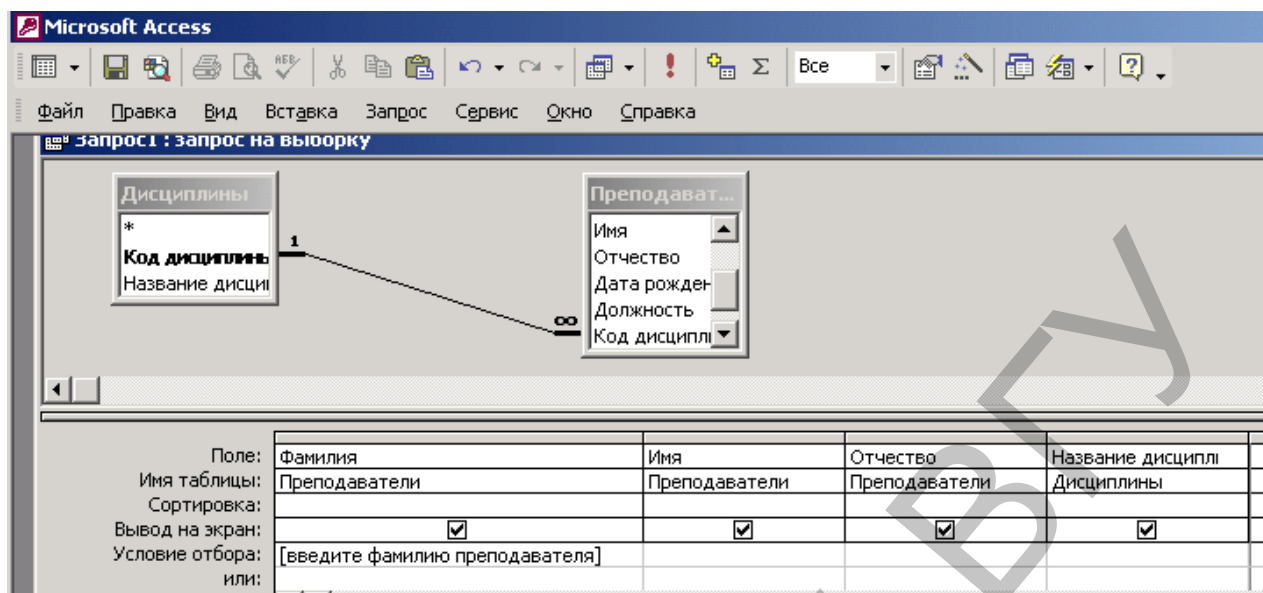 Microsoft Access
Все
Файл Правка Вид Вставка Запрос Сервис Окно Справка
Запрос1 : запрос на выборку
Дисциплины
*
Код дисциплинь
Название дисци
1
∞
Преподават...
Имя
Отчество
Дата рожден
Должность
Код дисципл
Поле: Фамилия Имя Отчество Название дисципл
Имя таблицы: Преподаватели Преподаватели Преподаватели Дисциплины
Сортировка:
Вывод на экран:
Условие отбора: [введите фамилию преподавателя]
или:
ВГУ